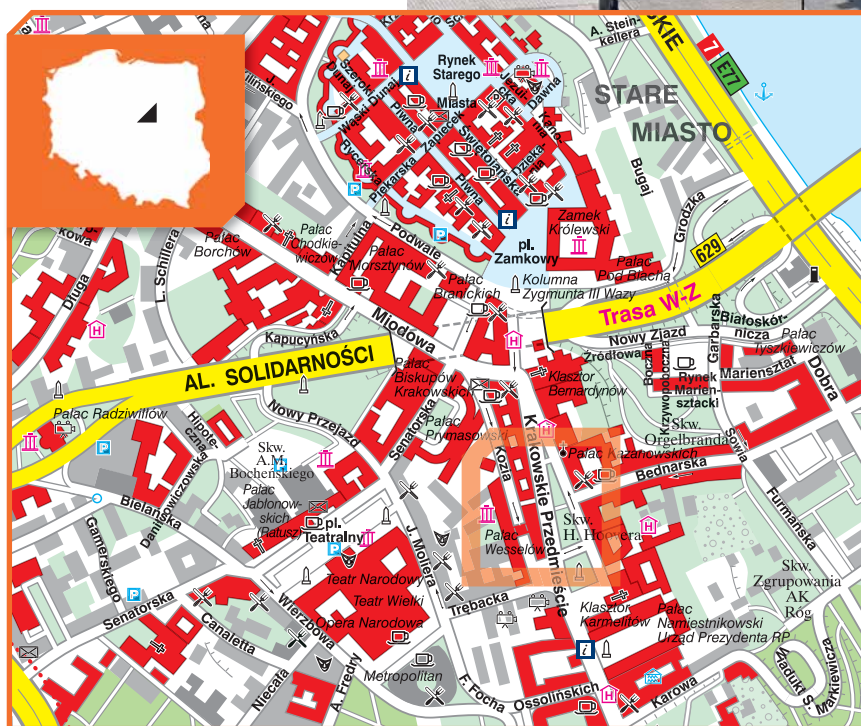 A. Stein-
kellera
SKIE
7
E77
Rynek
Starego
Miasta
STARE
MIASTO
Szeroki
Dunaj
Wąski Dunaj
Piwna
Zapiecek
Piekarska
Rycerska
Piwna
Świętojańska
Dziekania
Jezuicka
Dawna
Kanonia
Bugaj
Grodzka
Zamek
Królewski
pl.
Zamkowy
Pałac
Pod Blachą
629
Trasa W-Z
Kolumna
Zygmunta III Wazy
Podwale
Kapitulna
Pałac
Chodkie-
wiczów
Pałac
Borchów
Pałac
Morsztynów
Pałac
Branickich
Miodowa
J.
Kilińskiego
Długa
L. Schillera
Kapucyńska
AL. SOLIDARNOŚCI
Pałac
Biskupów
Krakowskich
Senatorska
Pałac
Prymasowski
Klasztor
Bernardynów
Nowy Zjazd
Źródłowa
Boczna
Krzywopoboczna
Garbarska
Białoskór-
nicza
Pałac
Tyszkiewiczów
Rynek
Marien-
sztacki
Mariensztat
Dobra
Skw.
Orgelbranda
Sowia
Bednarska
Furmańska
Pałac Kazanowskich
Krakowskie Przedmieście
Kozia
Skw.
H. Hoovera
Pałac
Wesselów
Pałac Radziwiłłów
Hipote-
czna
Nowy Przejazd
Skw.
A.M.
Bocheńskiego
Pałac
Jabłonow-
skich
(Ratusz)
pl.
Teatralny
Daniłowiczowska
Bielańska
Gamerskiego
Senatorska
Canaletta
Wierzbowa
Niecała
A. Fredry
Teatr Narodowy
Teatr Wielki
Opera Narodowa
Metropolitan
J. Moliera
Trębacka
F. Focha
Ossolińskich
Klasztor
Karmelitów
Pałac
Namiestnikowski
Urząd Prezydenta RP
Karowa
Skw.
Zgrupowania
AK
Róg
Wiadukt S.
Markiewicza